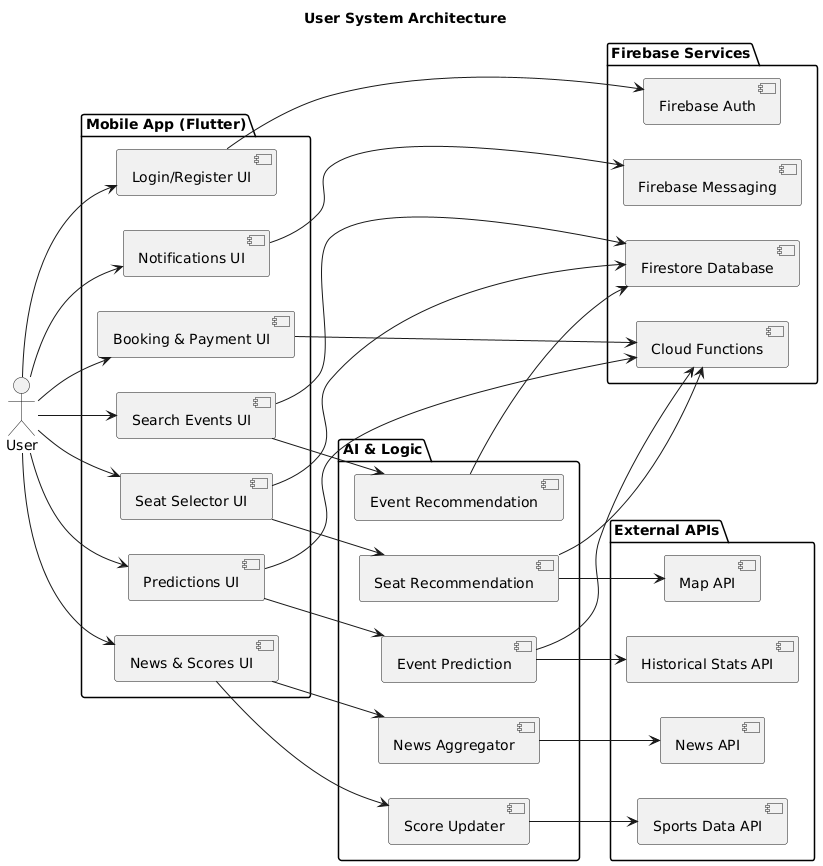 User System Architecture
Mobile App (Flutter)
Login/Register UI
Notifications UI
Booking & Payment UI
Search Events UI
Seat Selector UI
Predictions UI
News & Scores UI
User
AI & Logic
Event Recommendation
Seat Recommendation
Event Prediction
News Aggregator
Score Updater
Firebase Services
Firebase Auth
Firebase Messaging
Firestore Database
Cloud Functions
External APIs
Map API
Historical Stats API
News API
Sports Data API